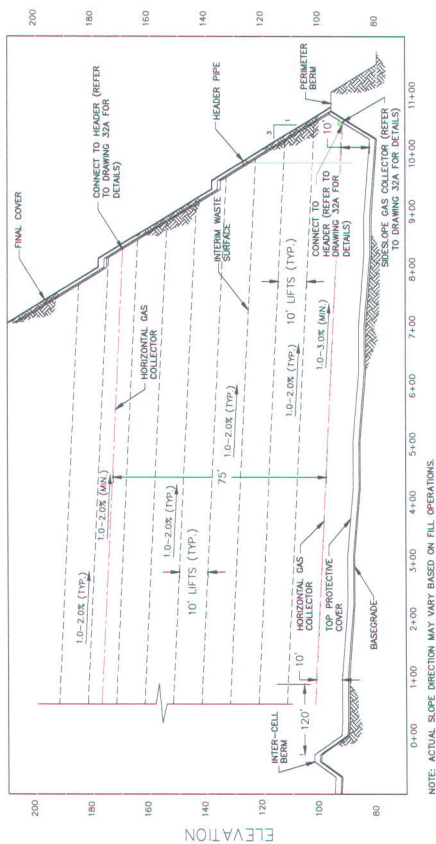 200
180
160
140
120
100
80
ELEVATION
200
180
160
140
120
100
80
0+00
1+00
2+00
3+00
4+00
5+00
6+00
7+00
8+00
9+00
10+00
11+00
FINAL COVER
CONNECT TO HEADER (REFER
TO DRAWING 32A FOR
DETAILS)
HEADER PIPE
3
1
PERIMETER
BERM
10'
INTERIM WASTE
SURFACE
HORIZONTAL GAS
COLLECTOR
CONNECT TO
HEADER (REFER TO
DRAWING 32A FOR
DETAILS)
SIDESLOPE GAS COLLECTOR (REFER
TO DRAWING 32A FOR DETAILS)
10' LIFTS (TYP.)
1.0-2.0% (TYP.)
1.0-3.0% (MIN.)
1.0-2.0% (TYP.)
1.0-2.0% (MIN.)
75'
1.0-2.0% (TYP.)
1.0-2.0% (TYP.)
10' LIFTS (TYP.)
HORIZONTAL GAS
COLLECTOR
TOP PROTECTIVE
COVER
BASEGRADE
10'
120'
INTER-CELL
BERM
NOTE: ACTUAL SLOPE DIRECTION MAY VARY BASED ON FILL OPERATIONS.